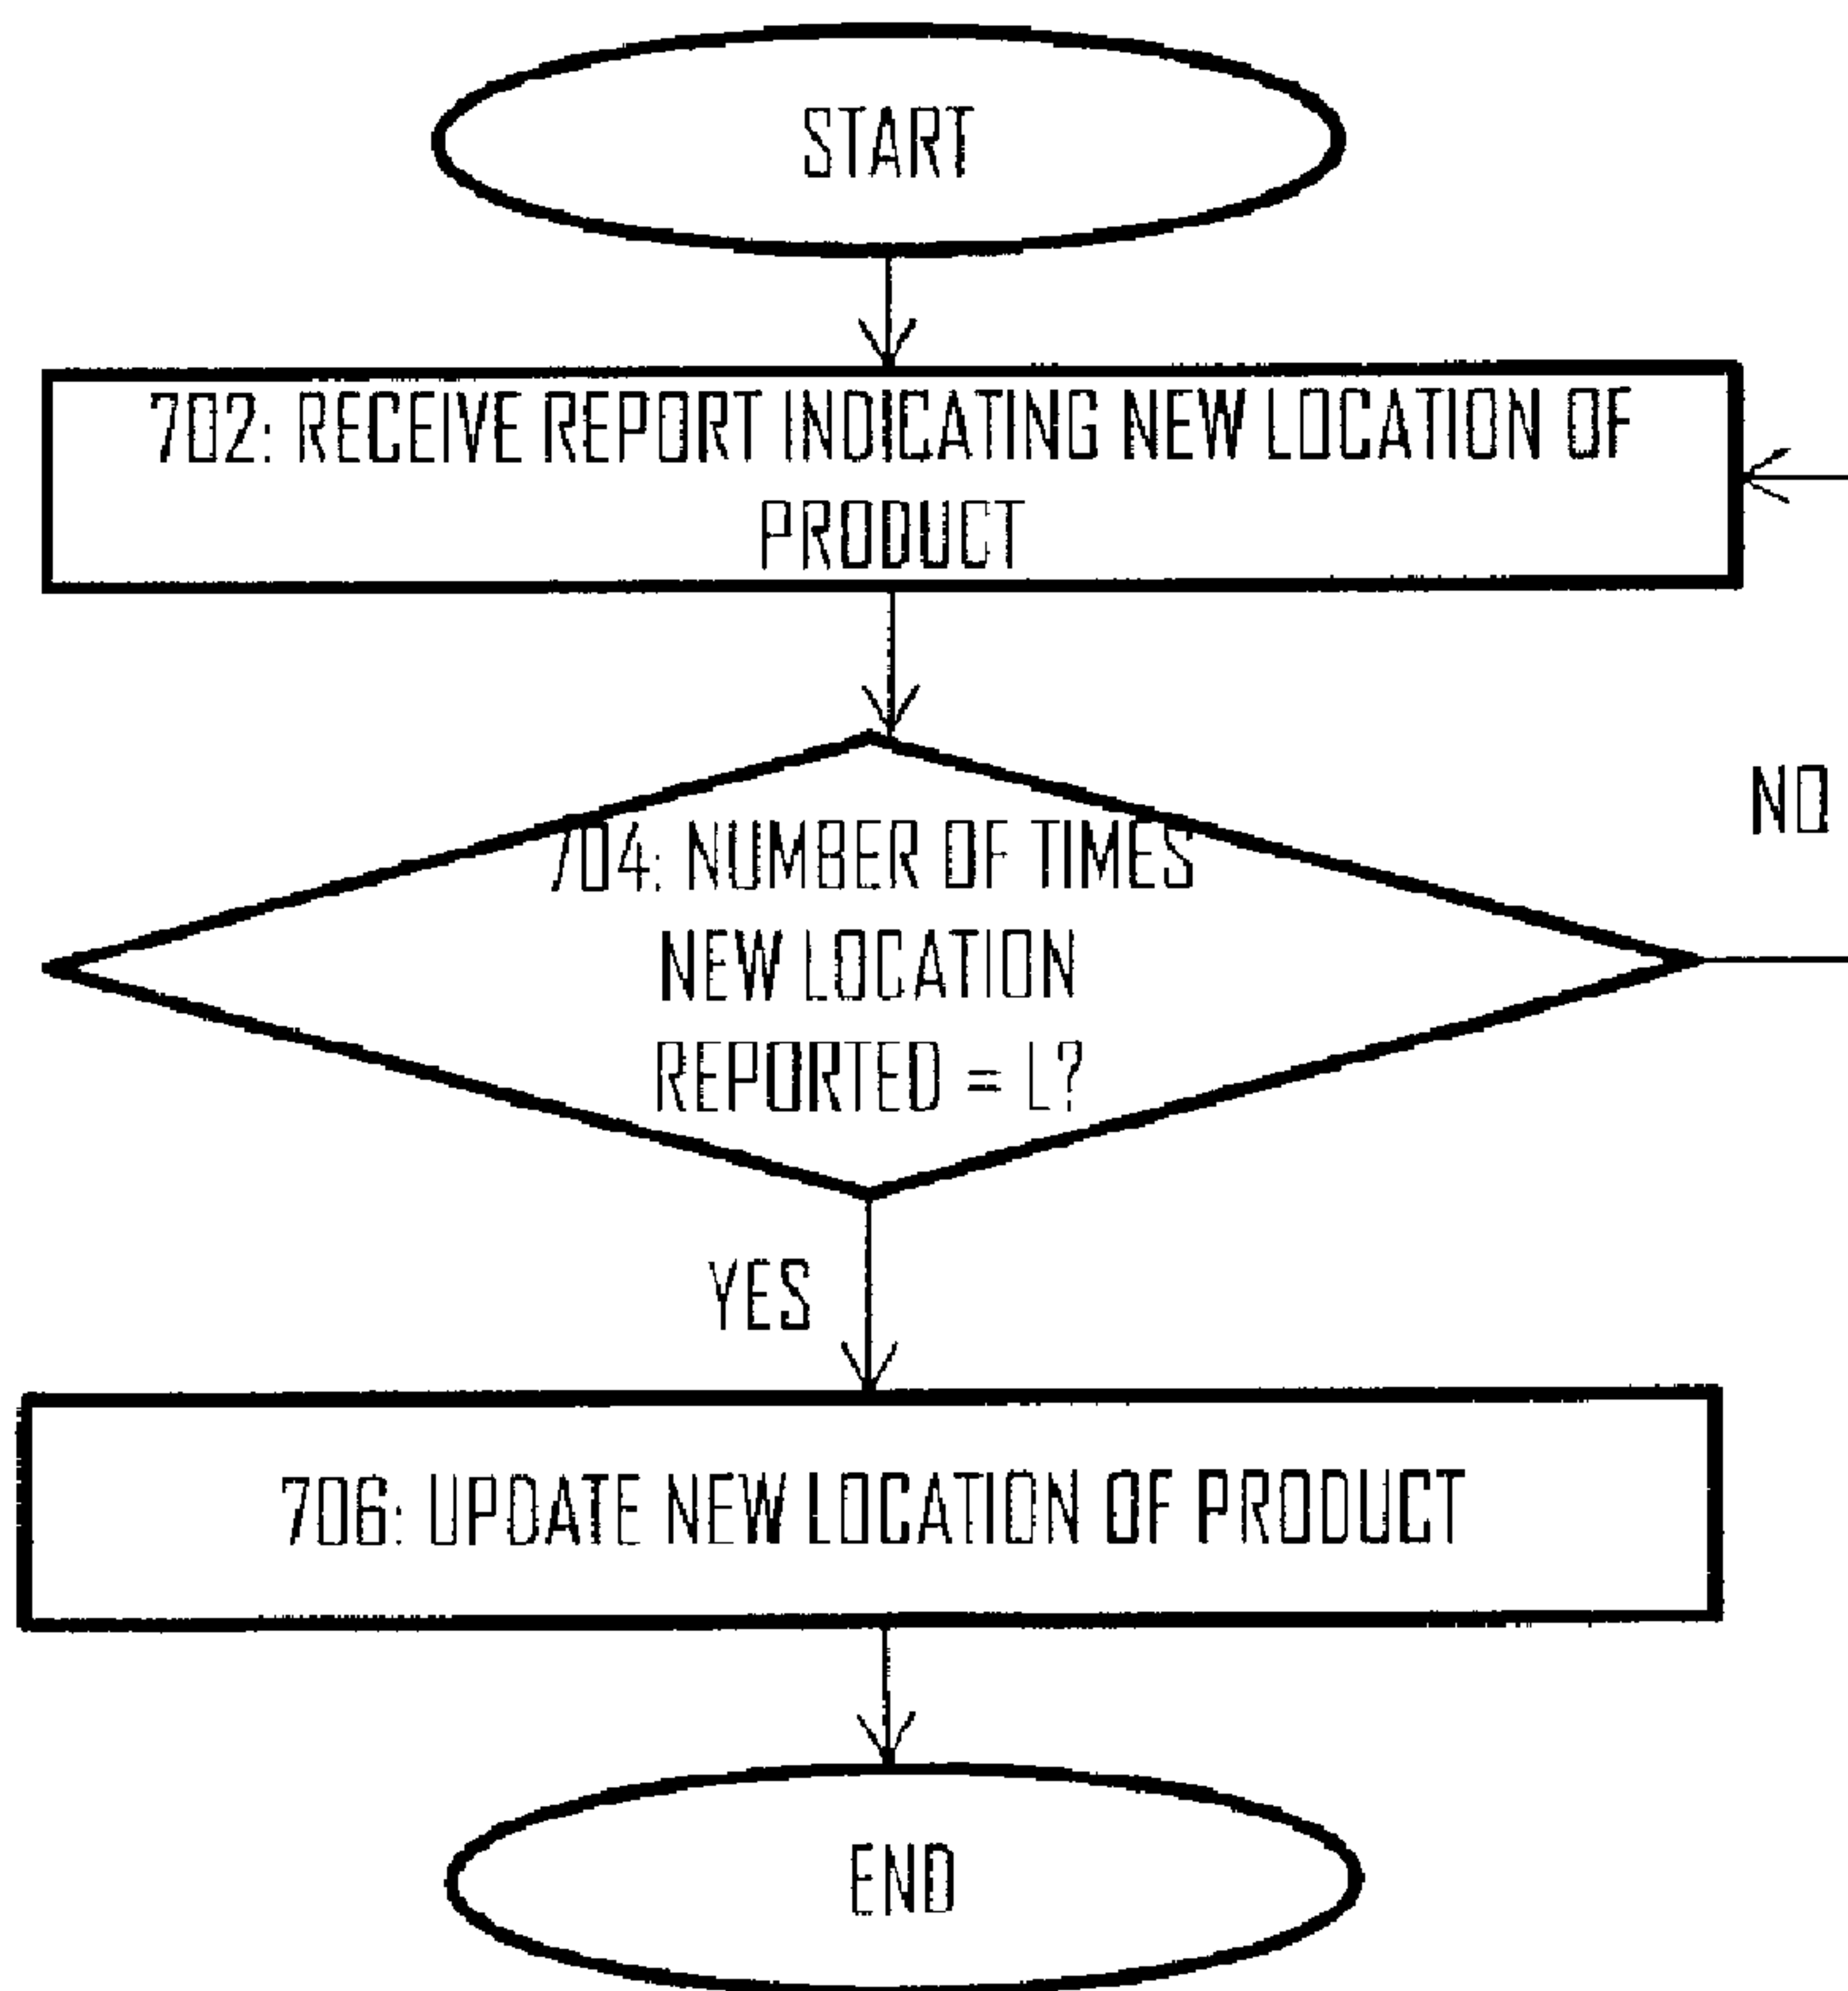 START
702: RECEIVE REPORT INDICATING NEW LOCATION OF
PRODUCT
NO
704: NUMBER OF TIMES
NEW LOCATION
REPORTED = L?
YES
706: UPDATE NEW LOCATION OF PRODUCT
END